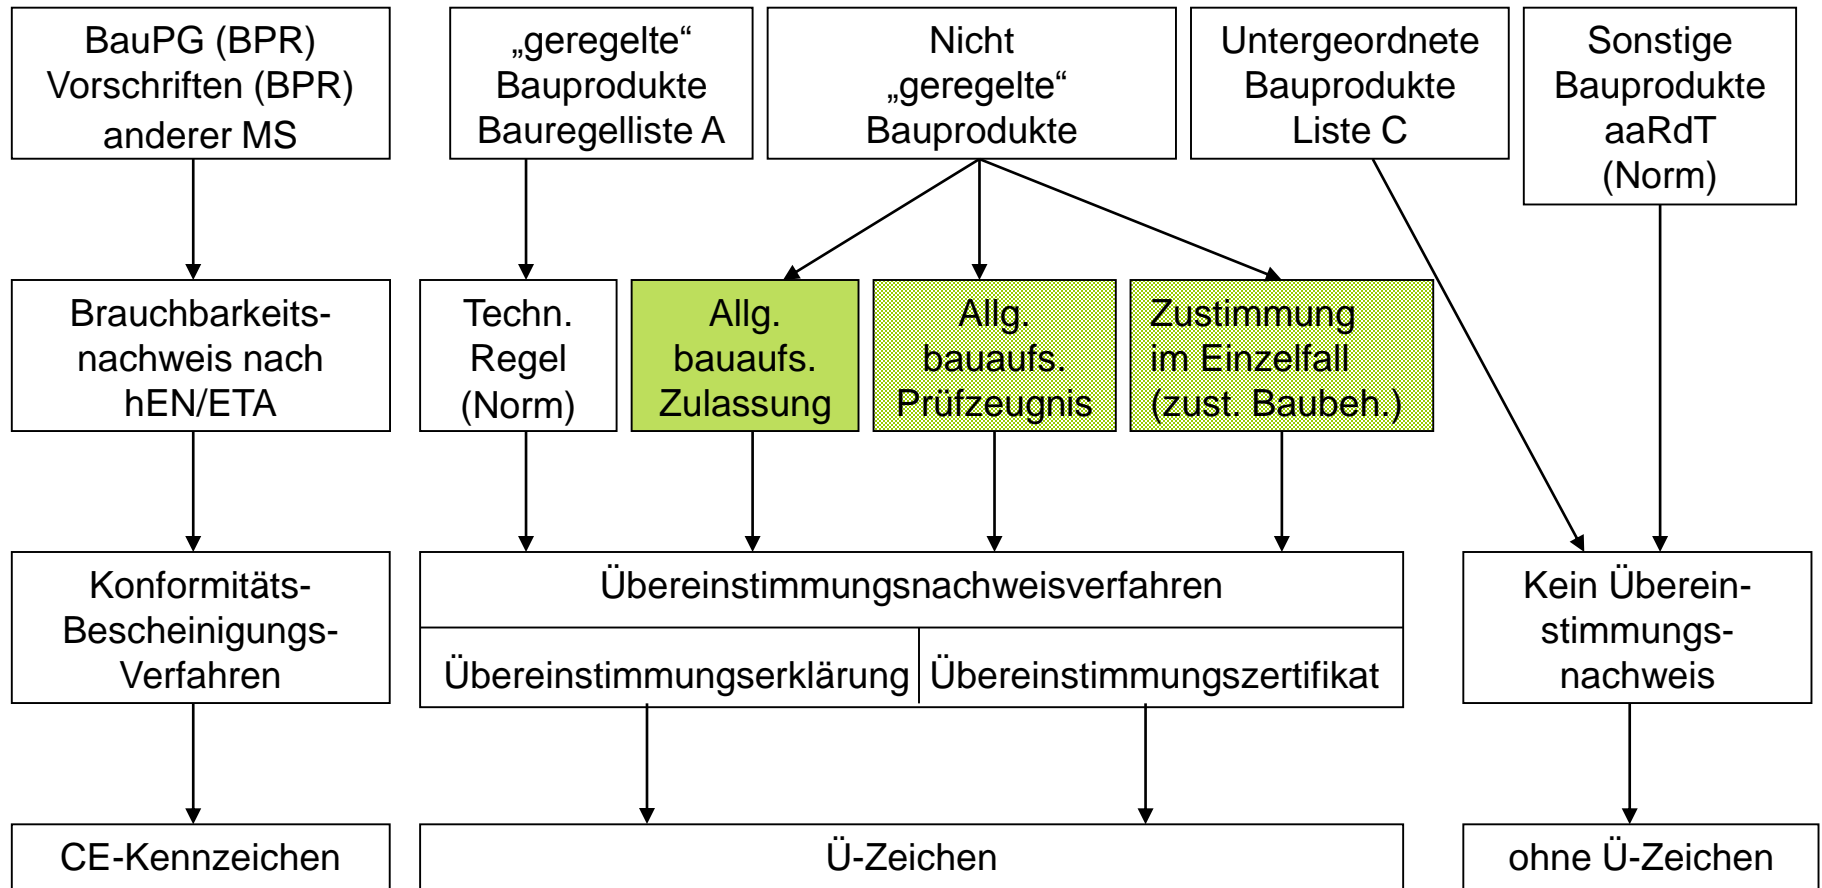 BauPG (BPR)
Vorschriften (BPR)
anderer MS
„geregelte“
Bauprodukte
Bauregelliste A
Nicht
„geregelte“
Bauprodukte
Untergeordnete
Bauprodukte
Liste C
Sonstige
Bauprodukte
aaRdT
(Norm)
Brauchbarkeits-
nachweis nach
hEN/ETA
Techn.
Regel
(Norm)
Allg.
bauaufs.
Zulassung
Allg.
bauaufs.
Prüfzeugnis
Zustimmung
im Einzelfall
(zust. Baubeh.)
Konformitäts-
Bescheinigungs-
Verfahren
Übereinstimmungsnachweisverfahren
Übereinstimmungserklärung
Übereinstimmungszertifikat
Kein Überein-
stimmungs-
nachweis
CE-Kennzeichen
Ü-Zeichen
ohne Ü-Zeichen